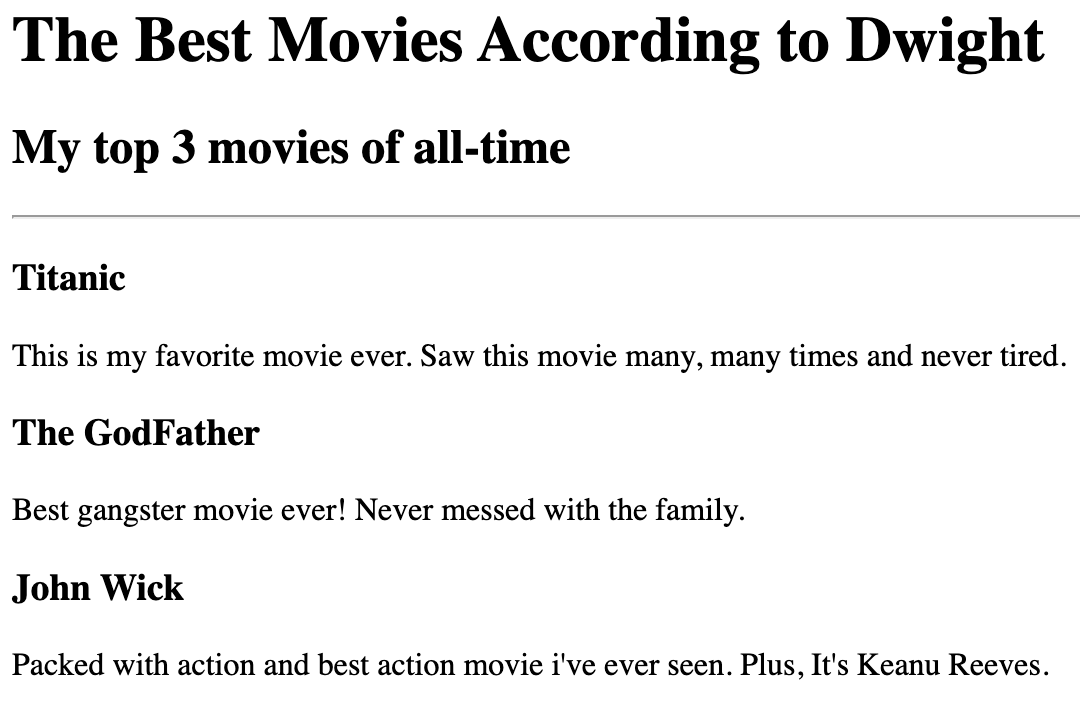 The Best Movies According to Dwight
My top 3 movies of all-time
Titanic
This is my favorite movie ever. Saw this movie many, many times and never tired.
The GodFather
Best gangster movie ever! Never messed with the family.
John Wick
Packed with action and best action movie i've ever seen. Plus, It's Keanu Reeves.